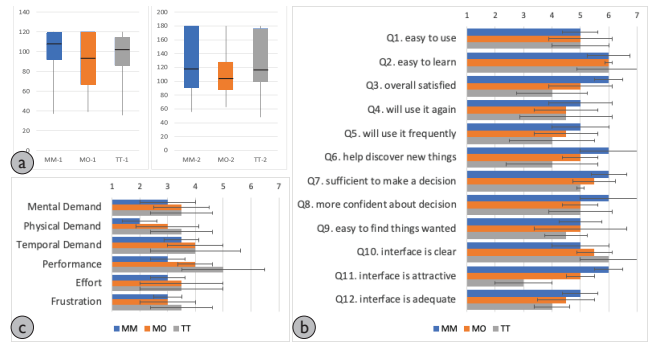 140
120
100
80
60
40
20
0
MM-1 MO-1 TT-1
200
180
160
140
120
100
80
60
40
20
0
MM-2 MO-2 TT-2
a
1 2 3 4 5 6 7
Q1. easy to use
Q2. easy to learn
Q3. overall satisfied
Q4. will use it again
Q5. will use it frequently
Q6. help discover new things
Q7. sufficient to make a decision
Q8. more confident about decision
Q9. easy to find things wanted
Q10. interface is clear
Q11. interface is attractive
Q12. interface is adequate
MM MO TT
b
1 2 3 4 5 6 7
Mental Demand
Physical Demand
Temporal Demand
Performance
Effort
Frustration
MM MO TT
c